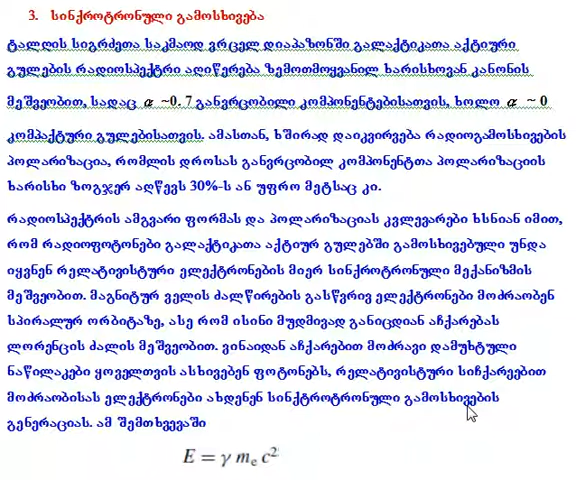 3. სინქროტრონული გამოსხივება
ტალღის სიგრძეთა საკმაოდ ვრცელ დიაპაზონში გალაქტიკათა აქტიური
გულების რადიოსპექტრი აღიწერება ზემოთმოყვანილ ხარისხოვან კანონის
მეშვეობით, სადაც α ~0.7 განვრცობილი კომპონენტებისათვის, ხოლო α ~ 0
კომპაქტური გულებისათვის. ამასთან, ხშირად დაიკვირვება რადიოგამოსხივების
პოლარიზაცია, რომლის დროსაც განვრცობილ კომპონენტთა პოლარიზაციის
ხარისხი ზოგჯერ აღწევს 30%-ს ან უფრო მეტსაც კი.
რადიოსპექტრის ამგვარი ფორმას და პოლარიზაციას კვლევარები ხსნიან იმით,
რომ რადიოფოტონები გალაქტიკათა აქტიურ გულებში გამოსხივებული უნდა
იყვნენ რელატივისტური ელექტრონების მიერ სინქროტრონული მექანიზმის
მეშვეობით. მაგნიტურ ველის ძალწირების გასწვრივ ელექტრონები მოძრაობენ
სპირალურ ორბიტაზე, ასე რომ ისინი მუდმივად განიცდიან აჩქარებას
ლორენცის ძალის მეშვეობით. ვინაიდან აჩქარებით მოძრავი დამუხტული
ნაწილაკები ყოველთვის ასხივებენ ფოტონებს, რელატივისტური სიჩქარეებით
მოძრაობისას ელექტრონები ახდენენ სინქტროტრონული გამოსხივების
გენერაციას. ამ შემთხვევაში
E = γ mₑ c²